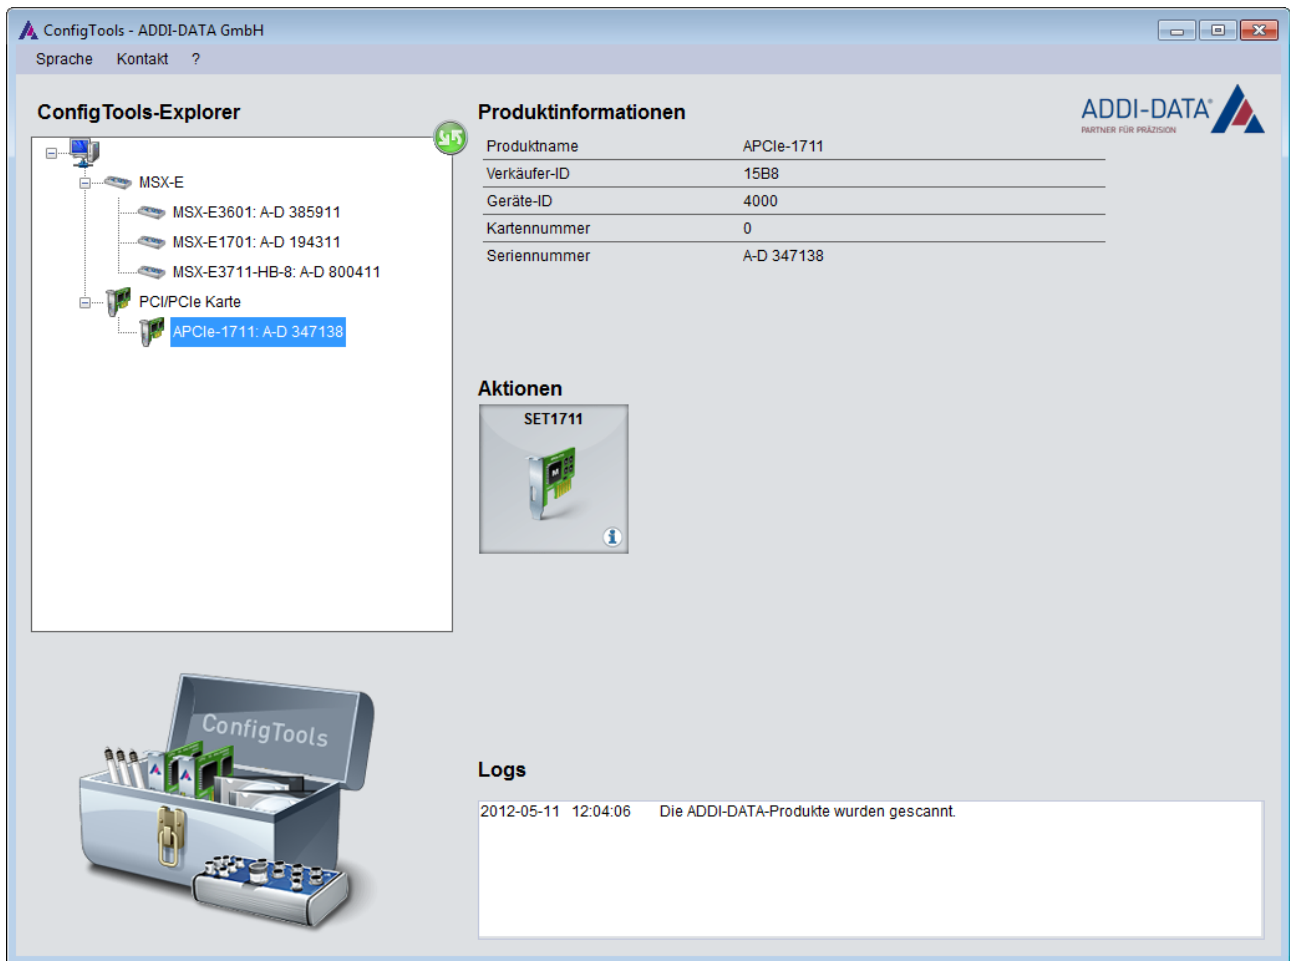 ConfigTools - ADDI-DATA GmbH
Sprache Kontakt ?
ConfigTools-Explorer
MSX-E
MSX-E3601: A-D 385911
MSX-E1701: A-D 194311
MSX-E3711-HB-8: A-D 800411
PCI/PCIe Karte
APCIe-1711: A-D 347138
ConfigTools
Produktinformationen
ADDI-DATA
PARTNER FÜR PRÄZISION
Produktname APCIe-1711
Verkäufer-ID 15B8
Geräte-ID 4000
Kartennummer 0
Seriennummer A-D 347138
Aktionen
SET1711
M
Logs
2012-05-11 12:04:06 Die ADDI-DATA-Produkte wurden gescannt.